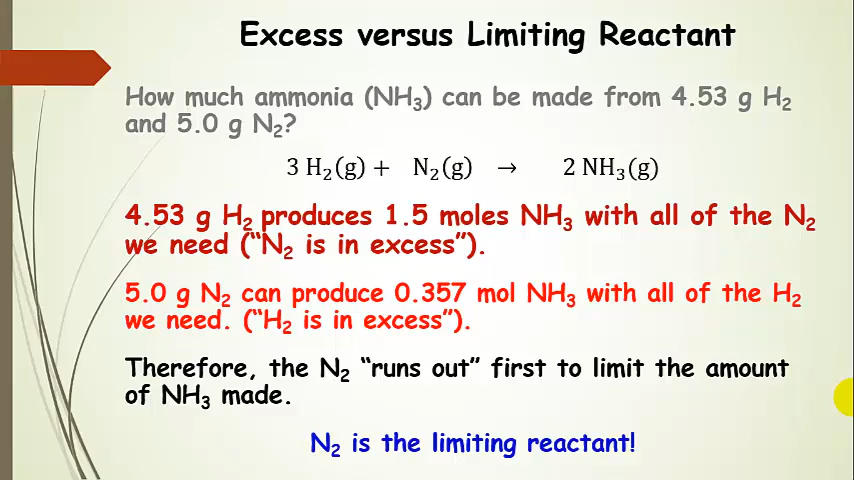 Excess versus Limiting Reactant
How much ammonia (NH₃) can be made from 4.53 g H₂
and 5.0 g N₂?
3 H₂(g) + N₂(g) → 2 NH₃(g)
4.53 g H₂ produces 1.5 moles NH₃ with all of the N₂
we need (“N₂ is in excess”).
5.0 g N₂ can produce 0.357 mol NH₃ with all of the H₂
we need. (“H₂ is in excess”).
Therefore, the N₂ “runs out” first to limit the amount
of NH₃ made.
N₂ is the limiting reactant!